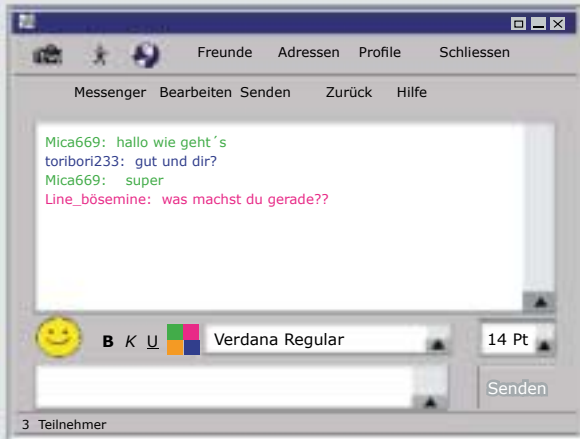 Freunde Adressen Profile Schliessen
Messenger Bearbeiten Senden Zurück Hilfe
Mica669: hallo wie geht´s
toribori233: gut und dir?
Mica669: super
Line_bösemine: was machst du gerade??
B K U Verdana Regular 14 Pt
Senden
3 Teilnehmer